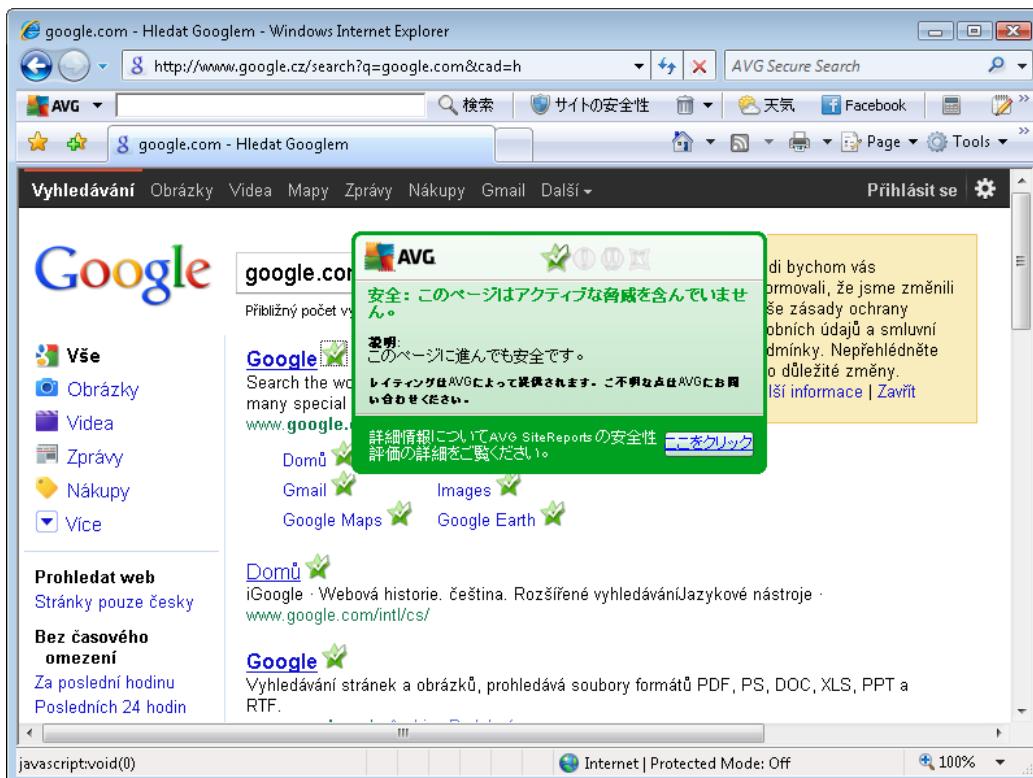 google.com - Hledat Googlem - Windows Internet Explorer
http://www.google.cz/search?q=google.com&cad=h
AVG Secure Search
AVG
検索
サイトの安全性
天気
Facebook
google.com - Hledat Googlem
Page
Tools
Vyhledávání Obrázky Videa Mapy Zprávy Nákupy Gmail Další
Přihlásit se
Google
google.co
Přibližný počet
AVG
安全: このページはアクティブな脅威を含んでいませ
ん。
説明:
このページに進んでも安全です。
レイティングはAVGによって提供されます. ご不明な点はAVGにお問
い合わせください.
詳細情報についてAVG SiteReports の安全性
評価の詳細をご覧ください。
ここをクリック
di bychom vás
ormovali, že jsme změnili
še zásady ochrany
obních údajů a smluvní
dmínky. Nepřehlédněte
o důležité změny.
lší informace | Zavřít
Vše
Obrázky
Videa
Zprávy
Nákupy
Více
Prohledat web
Stránky pouze česky
Bez časového
omezení
Za poslední hodinu
Posledních 24 hodin
Google
Search the
many special
www.google.
Domů
Gmail
Images
Google Maps
Google Earth
Domů
iGoogle · Webová historie. čeština. Rozšířené vyhledáváníJazykové nástroje ·
www.google.com/intl/cs/
Google
Vyhledávání stránek a obrázků, prohledává soubory formátů PDF, PS, DOC, XLS, PPT a
RTF.
javascript:void(0)
Internet | Protected Mode: Off
100%